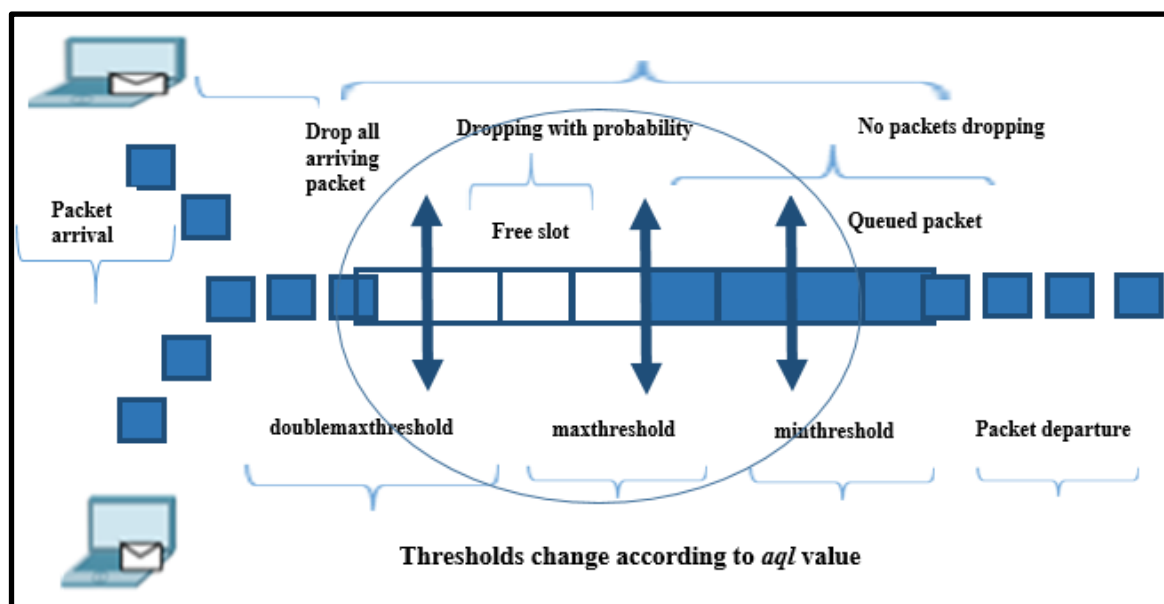 Drop all
arriving
packet
Dropping with probability
No packets dropping
Packet
arrival
Free slot
Queued packet
doublemaxthreshold
maxthreshold
minthreshold
Packet departure
Thresholds change according to aql value